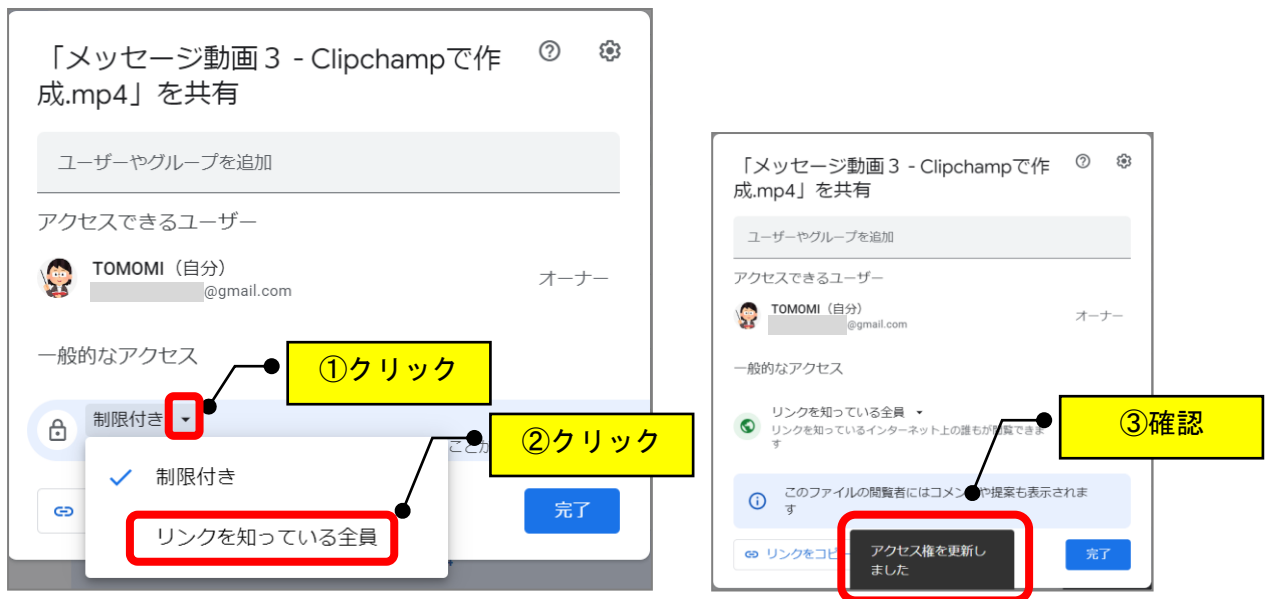 「メッセージ動画３ - Clipchampで作
成.mp4」を共有
ユーザーやグループを追加
アクセスできるユーザー
TOMOMI（自分）
@gmail.com
オーナー
一般的なアクセス
①クリック
制限付き
②クリック
制限付き
リンクを知っている全員
完了
「メッセージ動画３ - Clipchampで作
成.mp4」を共有
ユーザーやグループを追加
アクセスできるユーザー
TOMOMI（自分）
@gmail.com
オーナー
一般的なアクセス
リンクを知っている全員
リンクを知っているインターネット上の誰もが閲覧できま
す
③確認
このファイルの閲覧者にはコメントや提案も表示されま
す
リンクをコピー
アクセス権を更新し
ました
完了